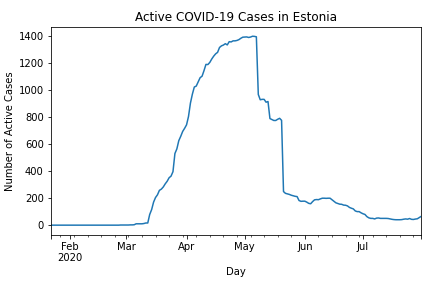 Active COVID-19 Cases in Estonia
Number of Active Cases
1400
1200
1000
800
600
400
200
0
Feb Mar Apr May Jun Jul
2020
Day